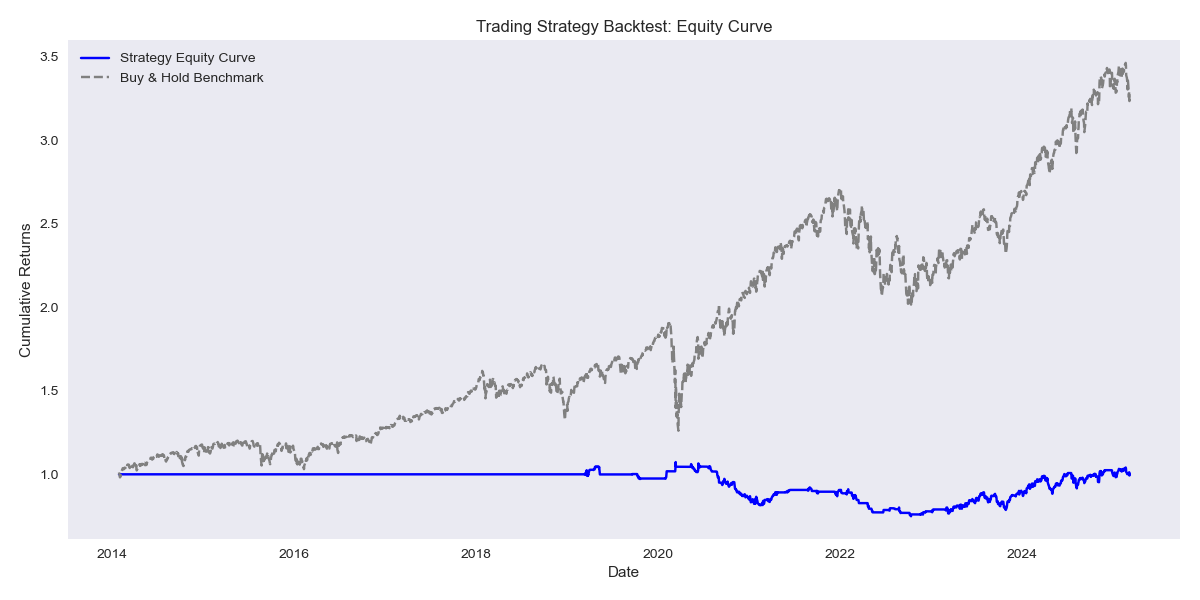 Trading Strategy Backtest: Equity Curve
Strategy Equity Curve
Buy & Hold Benchmark
3.5
3.0
2.5
2.0
1.5
1.0
Cumulative Returns
2014 2016 2018 2020 2022 2024
Date